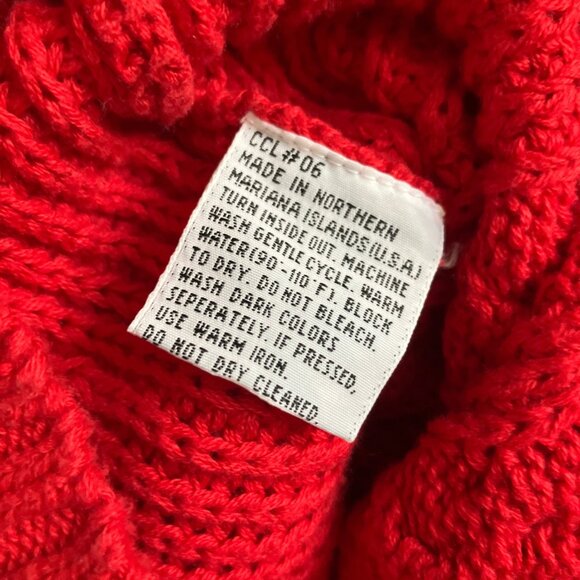 CCL#06
MADE IN NORTHERN
MARIANA ISLANDS(U.S.A)
TURN INSIDE OUT. MACHINE
WASH GENTLE CYCLE. WARM
WATER(90-110°F). BLOCK
TO DRY. DO NOT BLEACH.
WASH DARK COLORS
SEPERATELY. IF PRESSED,
USE WARM IRON.
DO NOT DRY CLEANED.